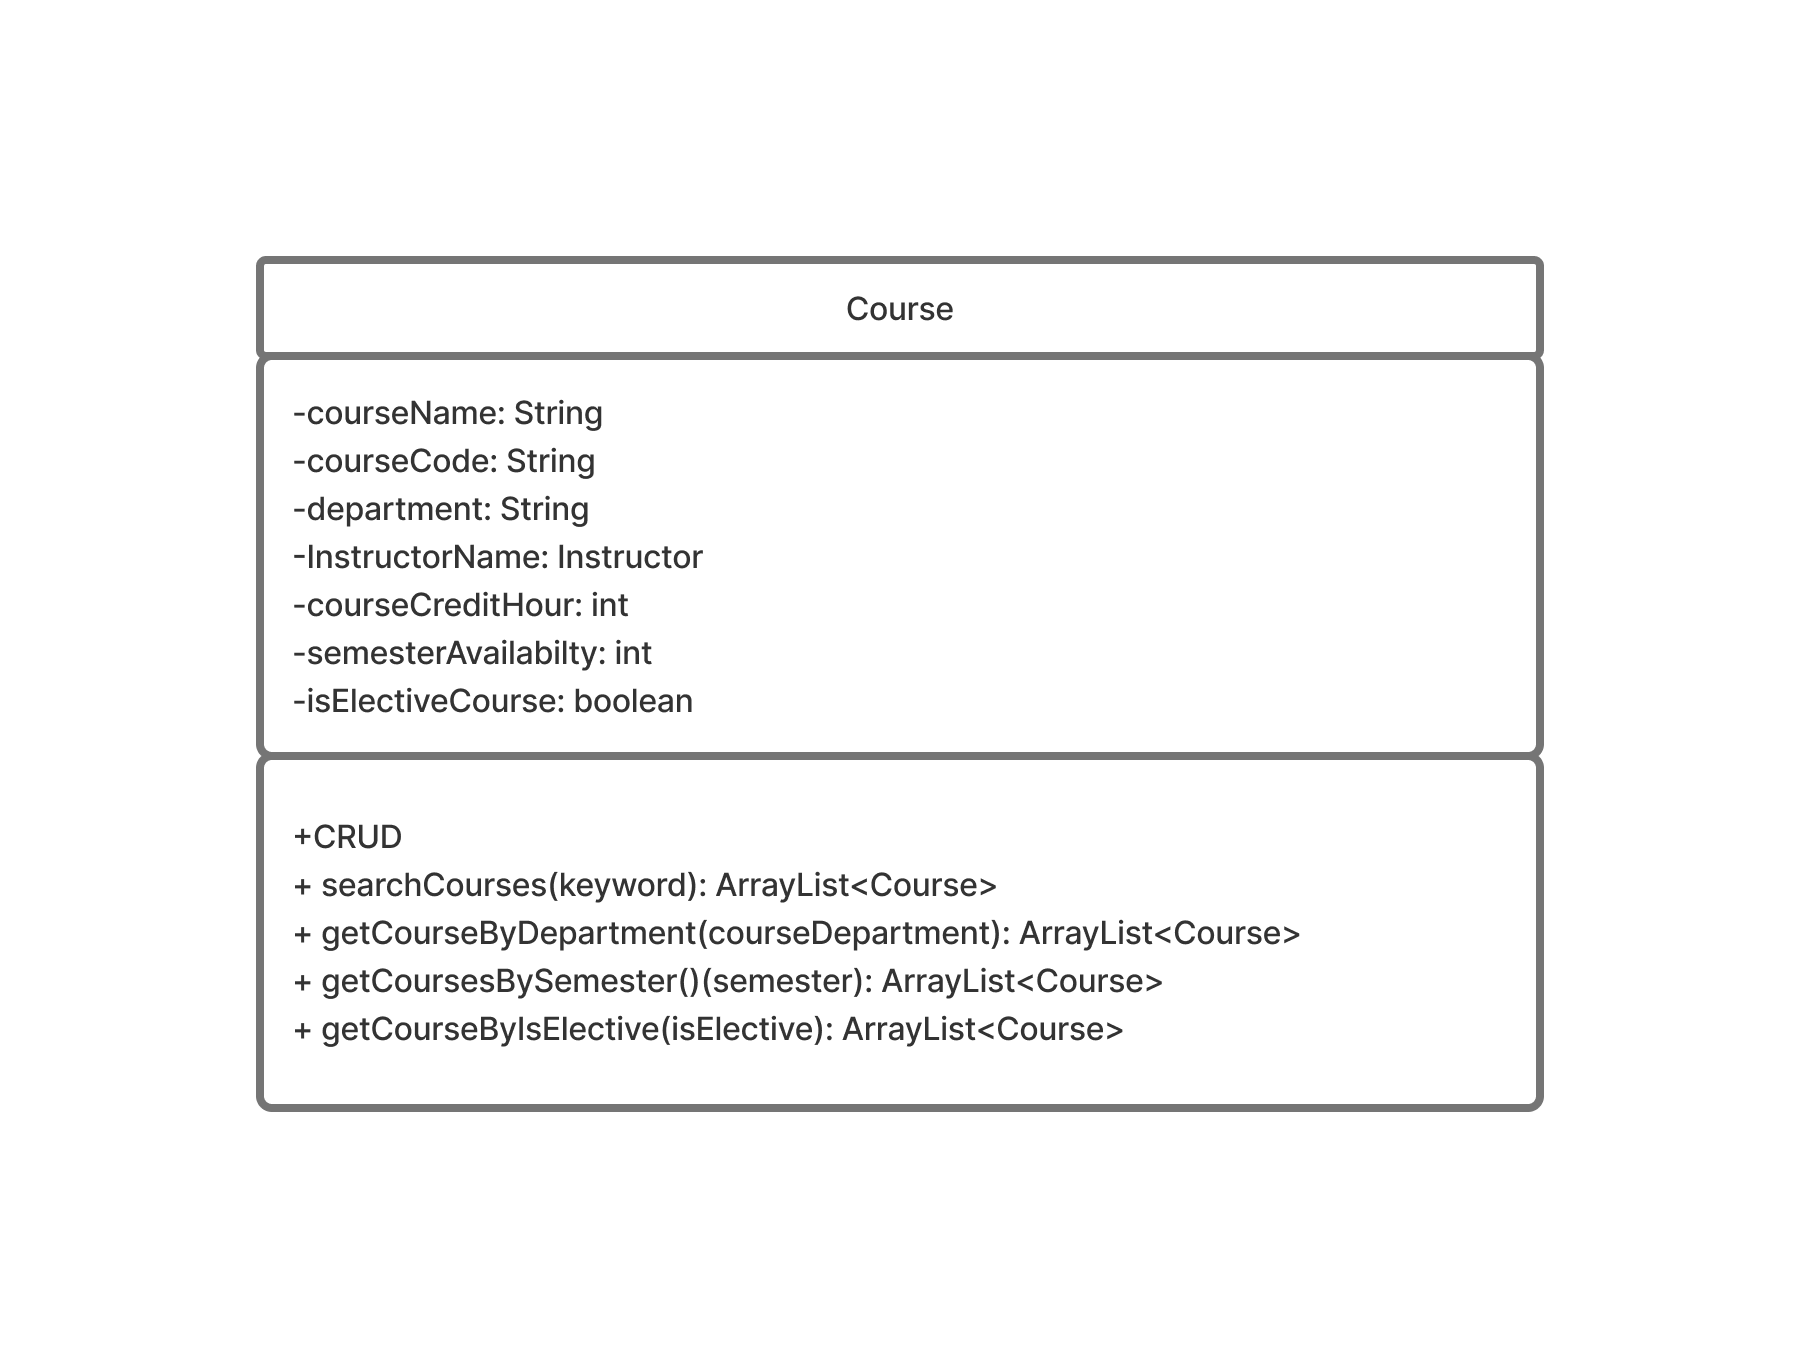 Course
-courseName: String
-courseCode: String
-department: String
-InstructorName: Instructor
-courseCreditHour: int
-semesterAvailabilty: int
-isElectiveCourse: boolean
+CRUD
+ searchCourses(keyword): ArrayList<Course>
+ getCourseByDepartment(courseDepartment): ArrayList<Course>
+ getCoursesBySemester()(semester): ArrayList<Course>
+ getCourseByIsElective(isElective): ArrayList<Course>